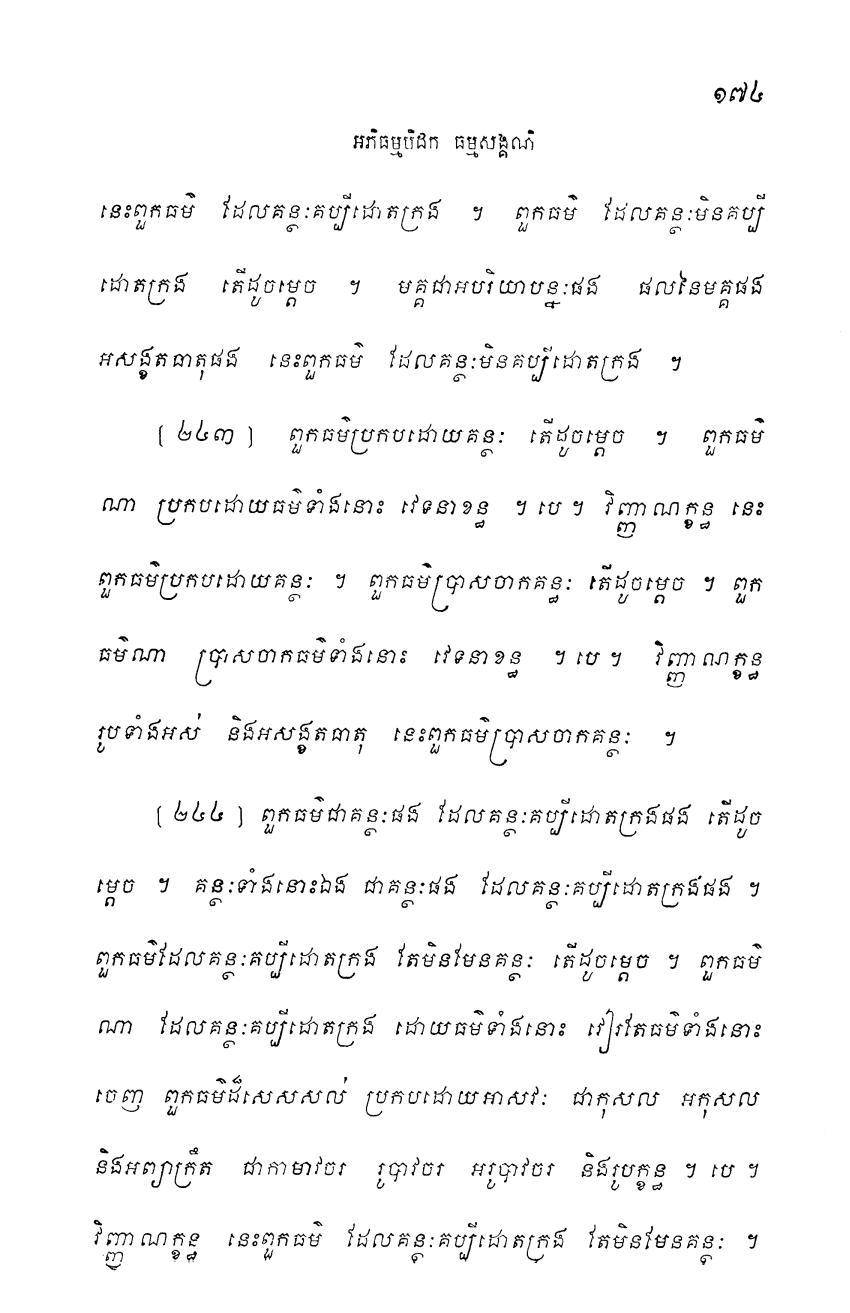 ១៧៤
អភិធម្មបិដក ធម្មសង្គណិ
នេះពួកធម៌ ដែលគន្ថៈគប្បីដោតក្រង ។ ពួកធម៌ ដែលគន្ថៈមិនគប្បី
ដោតក្រង តើដូចម្តេច ។ មគ្គជាអបរិយាបន្នៈផង ផលនៃមគ្គផង
អសង្ខតធាតុផង នេះពួកធម៌ ដែលគន្ថៈមិនគប្បីដោតក្រង ។
[ ២៤៣ ] ពួកធម៌ប្រកបដោយគន្ថៈ តើដូចម្តេច ។ ពួកធម៌
ណា ប្រកបដោយធម៌ទាំងនោះ វេទនាខន្ធ ។ បេ ។ វិញ្ញាណក្ខន្ធ នេះ
ពួកធម៌ប្រកបដោយគន្ថៈ ។ ពួកធម៌ប្រាសចាកគន្ថៈ តើដូចម្តេច ។ ពួក
ធម៌ណា ប្រាសចាកធម៌ទាំងនោះ វេទនាខន្ធ ។ បេ ។ វិញ្ញាណក្ខន្ធ
រូបទាំងអស់ និងអសង្ខតធាតុ នេះពួកធម៌ប្រាសចាកគន្ថៈ ។
[ ២៤៤ ] ពួកធម៌ជាគន្ថៈផង ដែលគន្ថៈគប្បីដោតក្រងផង តើដូច
ម្តេច ។ គន្ថៈទាំងនោះឯង ជាគន្ថៈផង ដែលគន្ថៈគប្បីដោតក្រងផង ។
ពួកធម៌ដែលគន្ថៈគប្បីដោតក្រង តែមិនមែនគន្ថៈ តើដូចម្តេច ។ ពួកធម៌
ណា ដែលគន្ថៈគប្បីដោតក្រង ដោយធម៌ទាំងនោះ វៀរតែធម៌ទាំងនោះ
ចេញ ពួកធម៌ដ៏សេសសល់ ប្រកបដោយអាសវៈ ជាកុសល អកុសល
និងអព្យាក្រឹត ជាកាមាវចរ រូបាវចរ អរូបាវចរ និងរូបក្ខន្ធ ។ បេ ។
វិញ្ញាណក្ខន្ធ នេះពួកធម៌ ដែលគន្ថៈគប្បីដោតក្រង តែមិនមែនគន្ថៈ ។